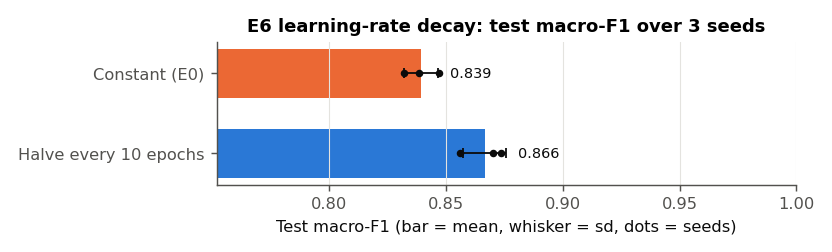 E6 learning-rate decay: test macro-F1 over 3 seeds
Constant (E0)
0.839
Halve every 10 epochs
0.866
0.80 0.85 0.90 0.95 1.00
Test macro-F1 (bar = mean, whisker = sd, dots = seeds)